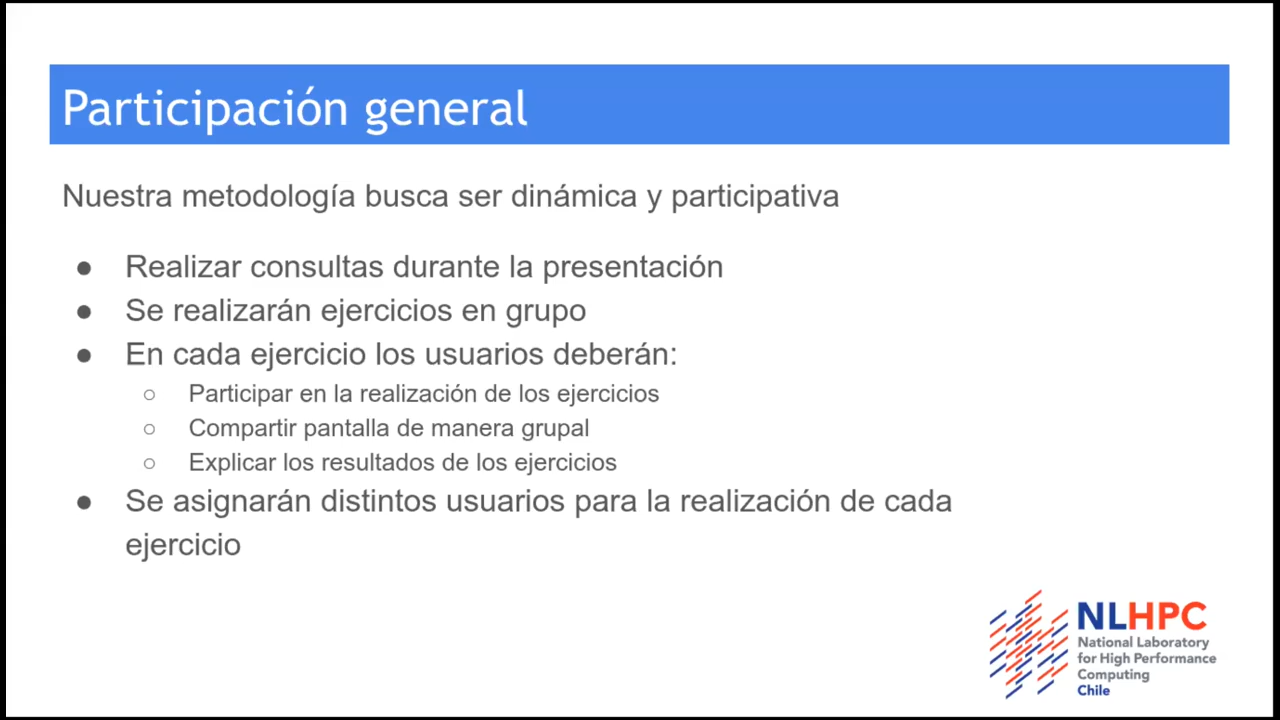 Participación general
Nuestra metodología busca ser dinámica y participativa
● Realizar consultas durante la presentación
● Se realizarán ejercicios en grupo
● En cada ejercicio los usuarios deberán:
○ Participar en la realización de los ejercicios
○ Compartir pantalla de manera grupal
○ Explicar los resultados de los ejercicios
● Se asignarán distintos usuarios para la realización de cada
ejercicio
NLHPC
National Laboratory
for High Performance
Computing
Chile